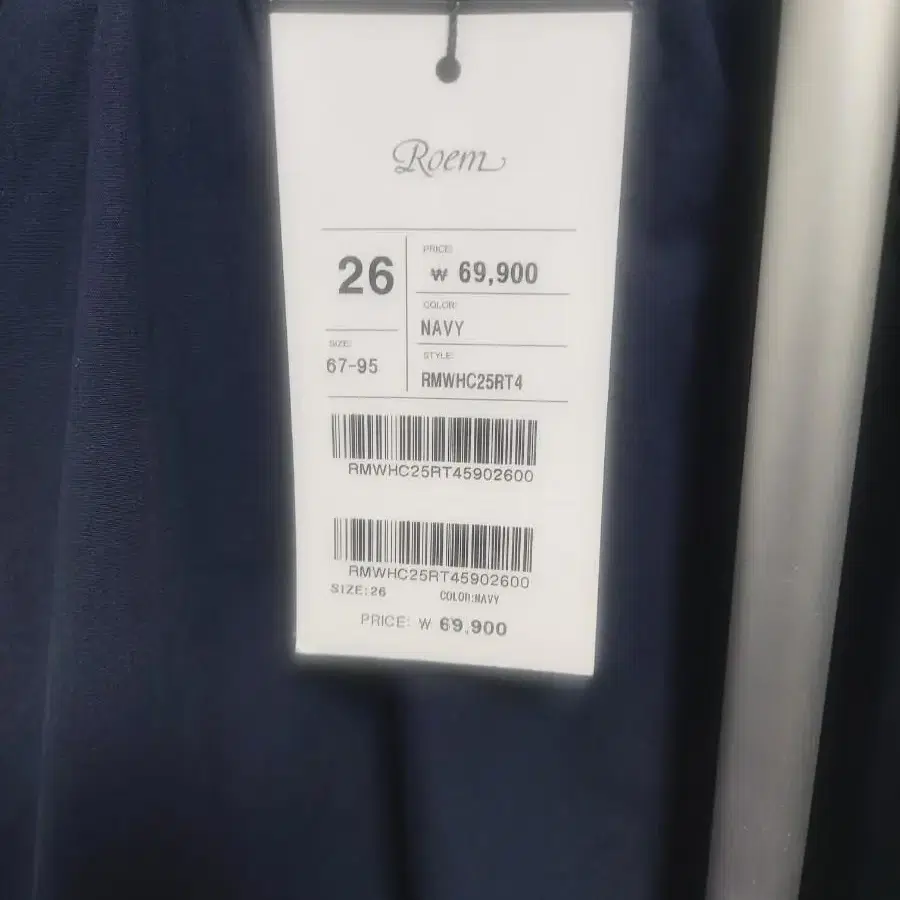 Roem
26
PRICE:
₩ 69,900
COLOR:
NAVY
SIZE:
67-95
STYLE:
RMWHC25RT4
RMWHC25RT45902600
RMWHC25RT45902600
SIZE:26 COLOR:NAVY
PRICE: ₩ 69,900